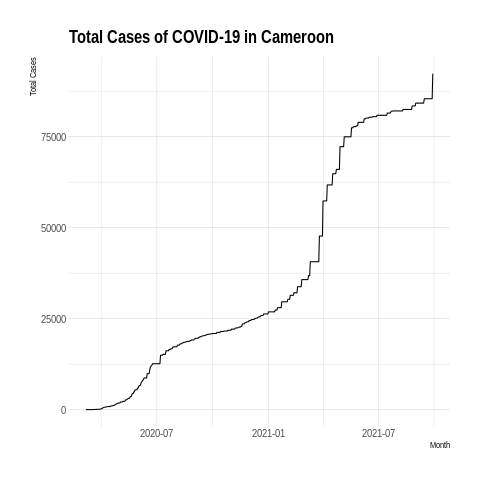 Total Cases of COVID-19 in Cameroon
Total Cases
75000
50000
25000
0
2020-07 2021-01 2021-07
Month